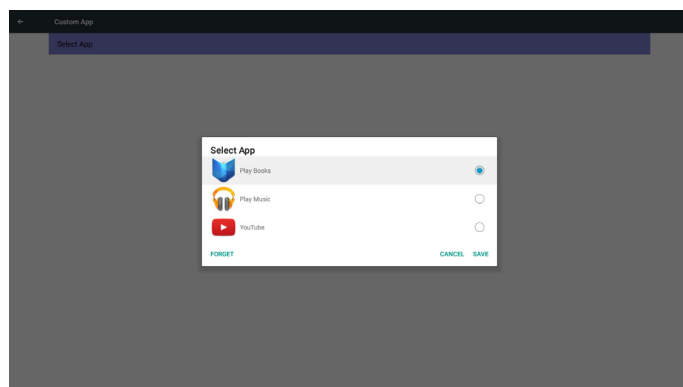 Custom App
Select App
Select App
Play Books
Play Music
YouTube
FORGET CANCEL SAVE